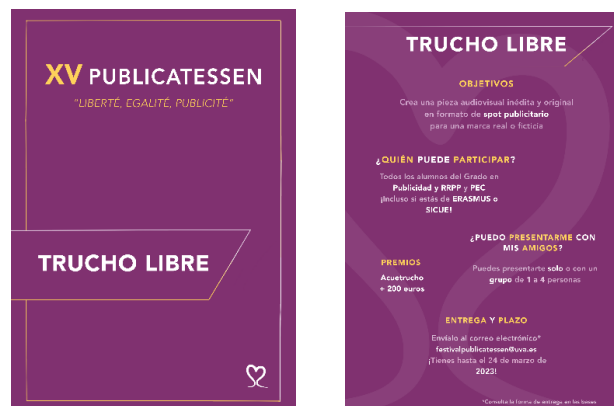 XV PUBLICATESSEN
"LIBERTÉ, EGALITÉ, PUBLICITÉ"
TRUCHO LIBRE
TRUCHO LIBRE
OBJETIVOS
Crea una pieza audiovisual inédita y original
en formato de spot publicitario
para una marca real o ficticia
¿QUIÉN PUEDE PARTICIPAR?
Todos los alumnos del Grado en
Publicidad y RRPP y PEC
¡Incluso si estás de ERASMUS o
SICUE!
¿PUEDO PRESENTARME CON
MIS AMIGOS?
Puedes presentarte solo o con un
grupo de 1 a 4 personas
PREMIOS
Acuetrucho
+ 200 euros
ENTREGA Y PLAZO
Envíalo al correo electrónico*
festivalpublicatessen@uva.es
¡Tienes hasta el 24 de marzo de
2023!
*Consulta la forma de entrega en las bases